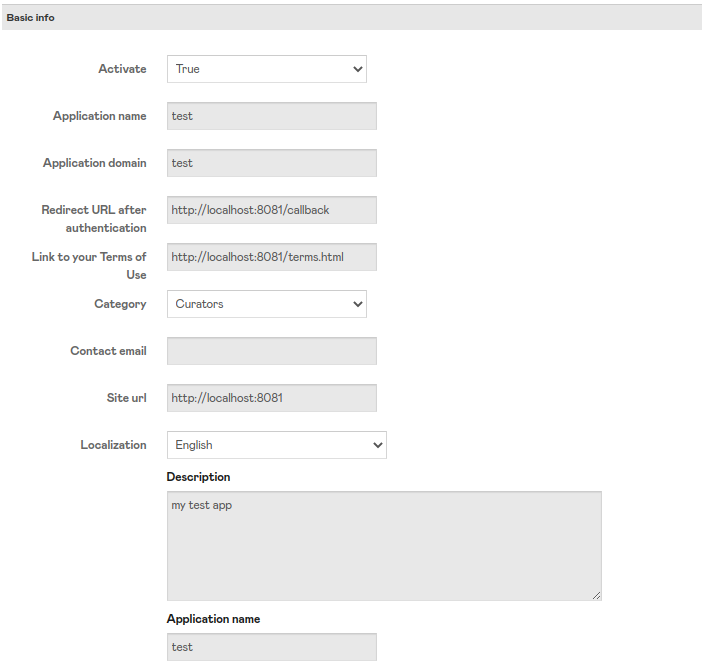 Basic info
Activate
True
Application name
test
Application domain
test
Redirect URL after
authentication
http://localhost:8081/callback
Link to your Terms of
Use
http://localhost:8081/terms.html
Category
Curators
Contact email
Site url
http://localhost:8081
Localization
English
Description
my test app
Application name
test